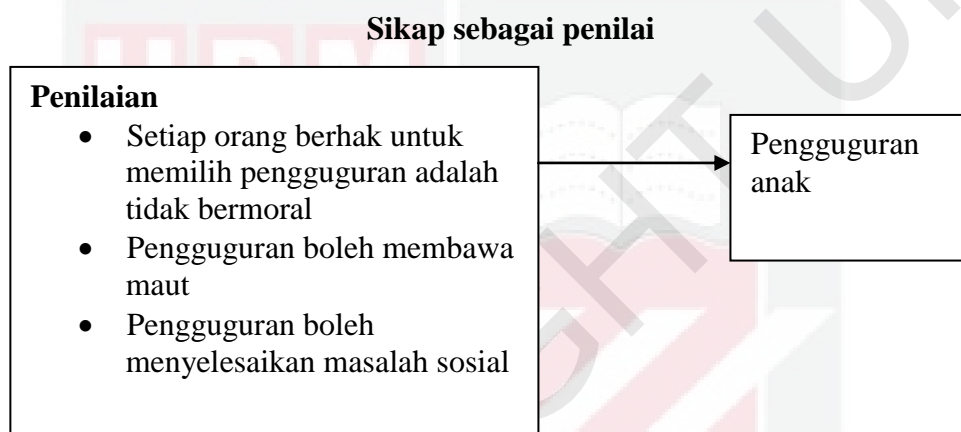 Sikap sebagai penilai
Penilaian
• Setiap orang berhak untuk
memilih pengguguran adalah
tidak bermoral
• Pengguguran boleh membawa
maut
• Pengguguran boleh
menyelesaikan masalah sosial
Pengguguran
anak